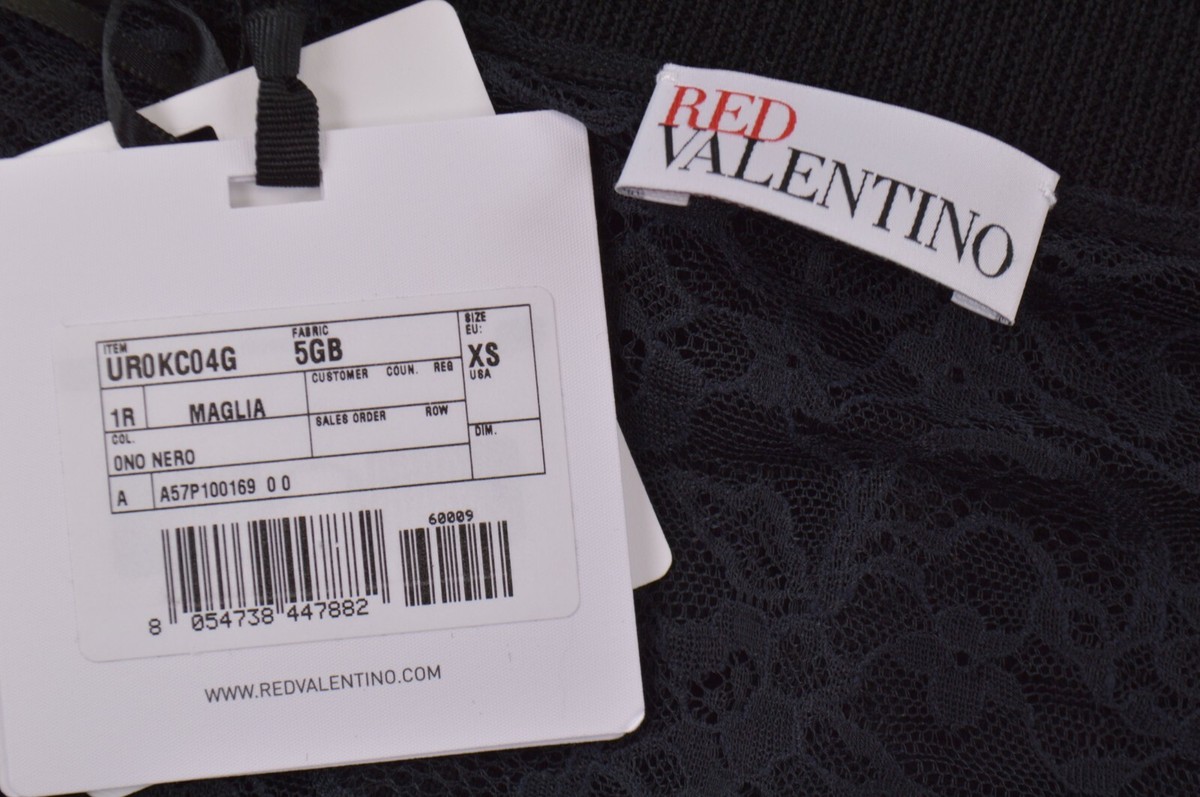 RED
VALENTINO
ITEM FABRIC SIZE
EU:
UR0KC04G 5GB XS
USA
CUSTOMER COUN. REG
1R MAGLIA
SALES ORDER ROW
COL. DIM.
0NO NERO
A A57P100169 0 0
60009
8 054738 447882
WWW.REDVALENTINO.COM